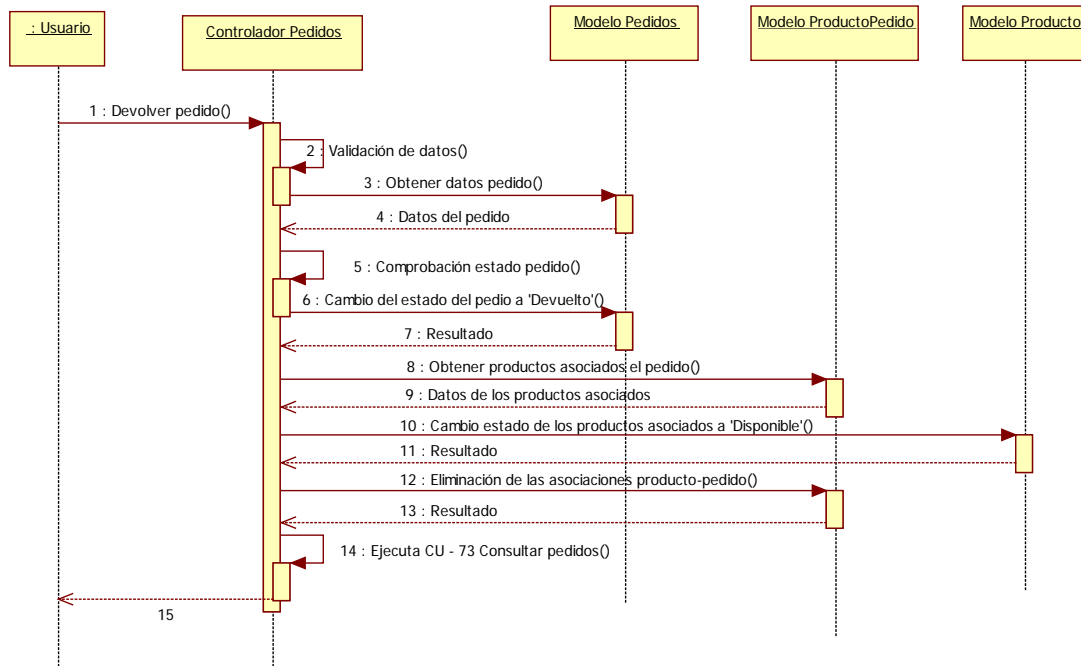 : Usuario
Controlador Pedidos
Modelo Pedidos
Modelo ProductoPedido
Modelo Producto
1 : Devolver pedido()
2 : Validación de datos()
3 : Obtener datos pedido()
4 : Datos del pedido
5 : Comprobación estado pedido()
6 : Cambio del estado del pedio a 'Devuelto'()
7 : Resultado
8 : Obtener productos asociados el pedido()
9 : Datos de los productos asociados
10 : Cambio estado de los productos asociados a 'Disponible'()
11 : Resultado
12 : Eliminación de las asociaciones producto-pedido()
13 : Resultado
14 : Ejecuta CU - 73 Consultar pedidos()
15